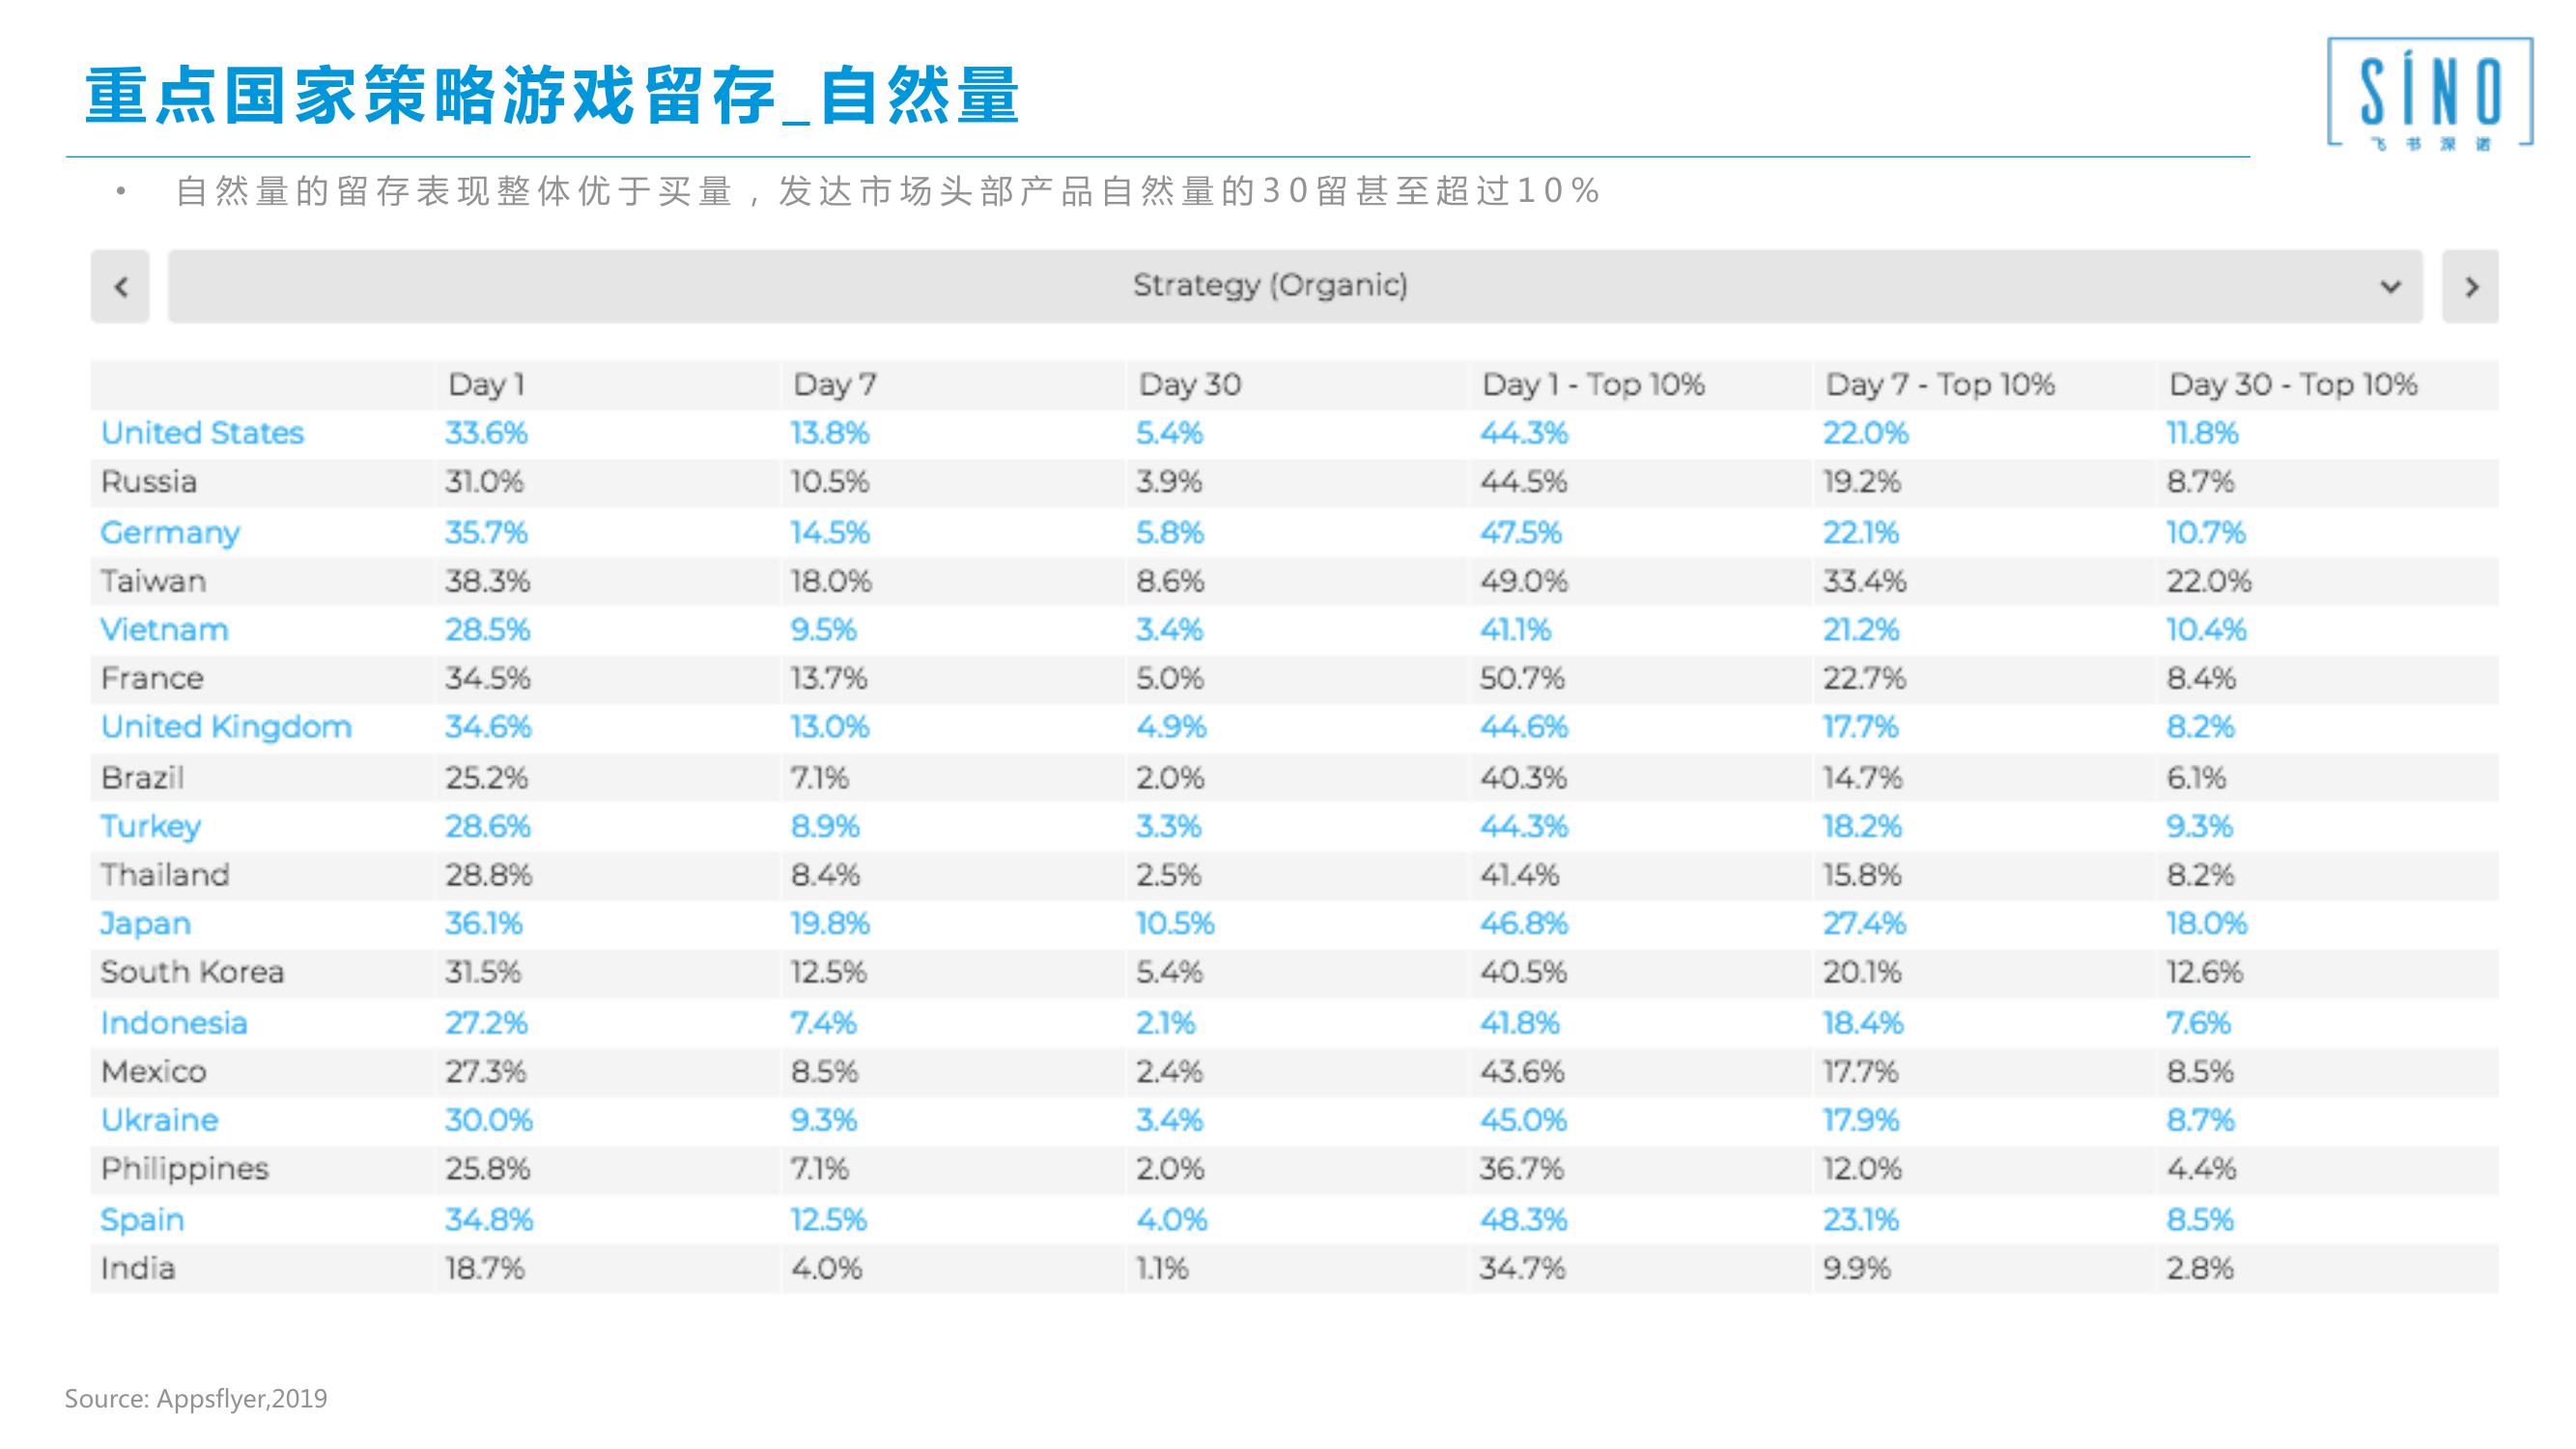 重点国家策略游戏留存_自然量
SÍNO
飞书深诺
• 自然量的留存表现整体优于买量，发达市场头部产品自然量的30留甚至超过10%
Strategy (Organic)
Day 1 Day 7 Day 30 Day 1 - Top 10% Day 7 - Top 10% Day 30 - Top 10%
United States 33.6% 13.8% 5.4% 44.3% 22.0% 11.8%
Russia 31.0% 10.5% 3.9% 44.5% 19.2% 8.7%
Germany 35.7% 14.5% 5.8% 47.5% 22.1% 10.7%
Taiwan 38.3% 18.0% 8.6% 49.0% 33.4% 22.0%
Vietnam 28.5% 9.5% 3.4% 41.1% 21.2% 10.4%
France 34.5% 13.7% 5.0% 50.7% 22.7% 8.4%
United Kingdom 34.6% 13.0% 4.9% 44.6% 17.7% 8.2%
Brazil 25.2% 7.1% 2.0% 40.3% 14.7% 6.1%
Turkey 28.6% 8.9% 3.3% 44.3% 18.2% 9.3%
Thailand 28.8% 8.4% 2.5% 41.4% 15.8% 8.2%
Japan 36.1% 19.8% 10.5% 46.8% 27.4% 18.0%
South Korea 31.5% 12.5% 5.4% 40.5% 20.1% 12.6%
Indonesia 27.2% 7.4% 2.1% 41.8% 18.4% 7.6%
Mexico 27.3% 8.5% 2.4% 43.6% 17.7% 8.5%
Ukraine 30.0% 9.3% 3.4% 45.0% 17.9% 8.7%
Philippines 25.8% 7.1% 2.0% 36.7% 12.0% 4.4%
Spain 34.8% 12.5% 4.0% 48.3% 23.1% 8.5%
India 18.7% 4.0% 1.1% 34.7% 9.9% 2.8%
Source: Appsflyer,2019